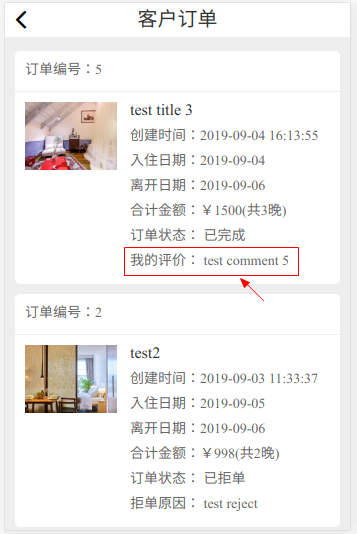 客户订单
订单编号：5
test title 3
创建时间：2019-09-04 16:13:55
入住日期：2019-09-04
离开日期：2019-09-06
合计金额：￥1500(共3晚)
订单状态： 已完成
我的评价： test comment 5
订单编号：2
test2
创建时间：2019-09-03 11:33:37
入住日期：2019-09-05
离开日期：2019-09-06
合计金额：￥998(共2晚)
订单状态： 已拒单
拒单原因： test reject